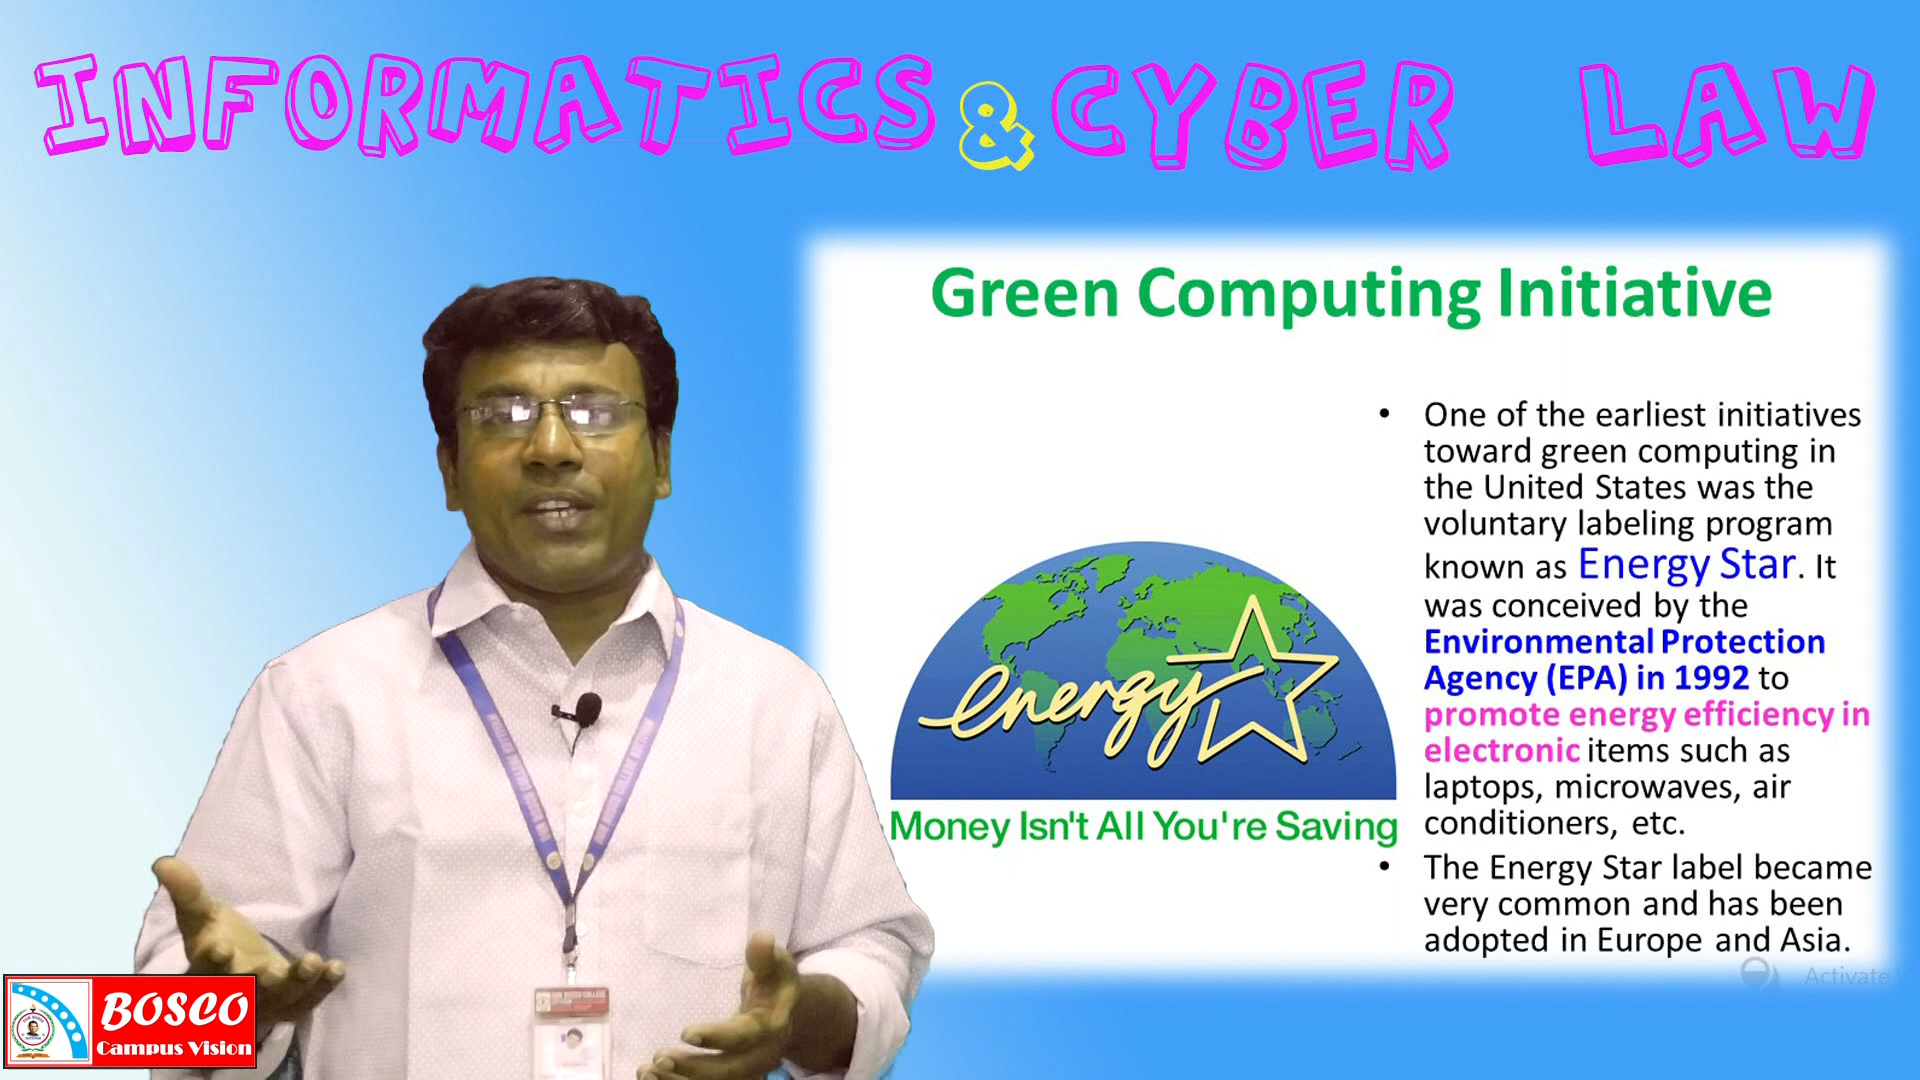 INFORMATICS & CYBER LAW
Green Computing Initiative
• One of the earliest initiatives
toward green computing in
the United States was the
voluntary labeling program
known as Energy Star. It
was conceived by the
Environmental Protection
Agency (EPA) in 1992 to
promote energy efficiency in
electronic items such as
laptops, microwaves, air
conditioners, etc.
• The Energy Star label became
very common and has been
adopted in Europe and Asia.
energy
Money Isn't All You're Saving
Activate
BOSCO
Campus Vision